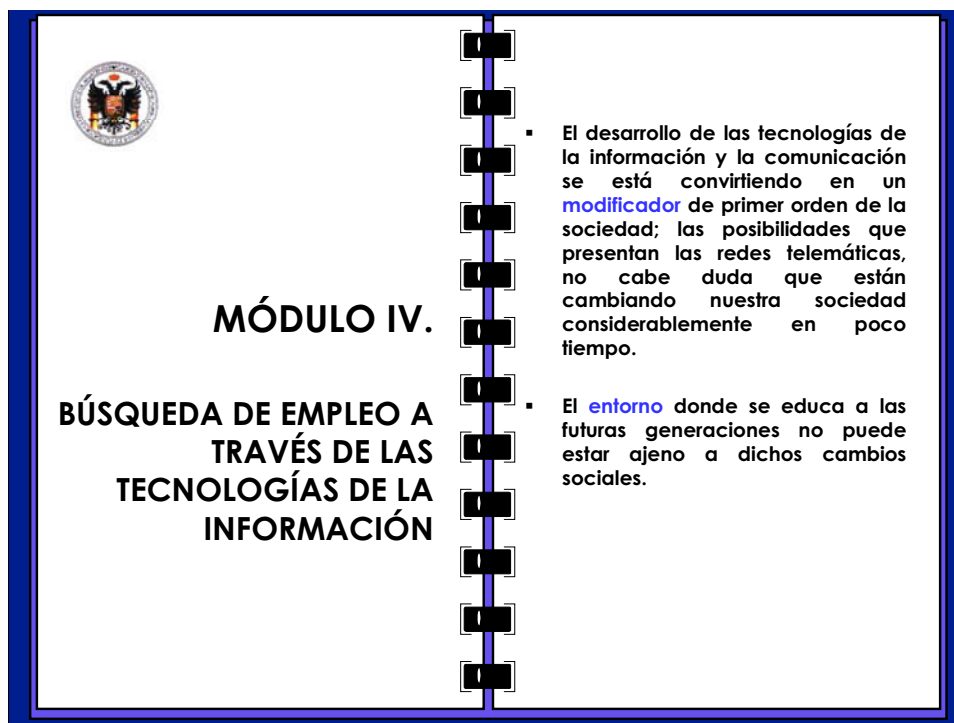 MÓDULO IV.
BÚSQUEDA DE EMPLEO A
TRAVÉS DE LAS
TECNOLOGÍAS DE LA
INFORMACIÓN
▪ El desarrollo de las tecnologías de
la información y la comunicación
se está convirtiendo en un
modificador de primer orden de la
sociedad; las posibilidades que
presentan las redes telemáticas,
no cabe duda que están
cambiando nuestra sociedad
considerablemente en poco
tiempo.
▪ El entorno donde se educa a las
futuras generaciones no puede
estar ajeno a dichos cambios
sociales.